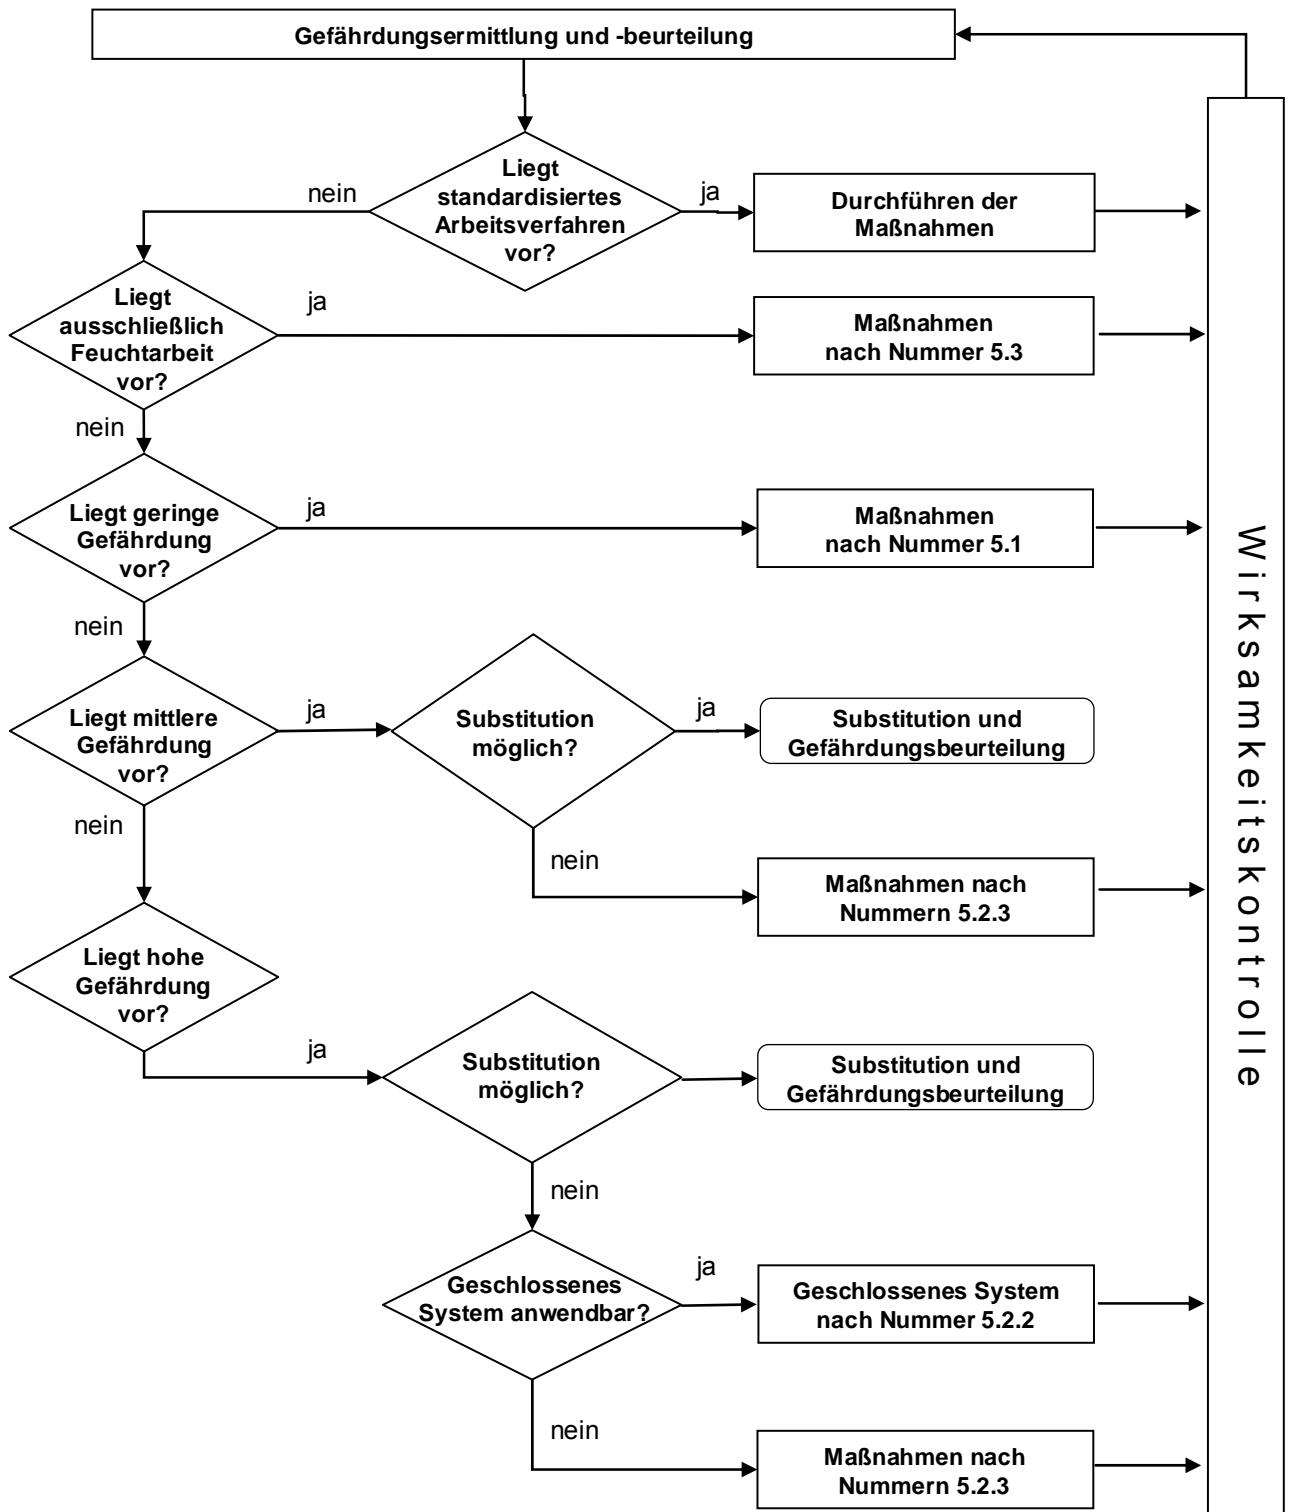 Gefährdungsermittlung und -beurteilung
Liegt
standardisiertes
Arbeitsverfahren
vor?
nein
ja
Durchführen der
Maßnahmen
Liegt
ausschließlich
Feuchtarbeit
vor?
ja
Maßnahmen
nach Nummer 5.3
nein
Liegt geringe
Gefährdung
vor?
ja
Maßnahmen
nach Nummer 5.1
nein
Liegt mittlere
Gefährdung
vor?
ja
Substitution
möglich?
ja
Substitution und
Gefährdungsbeurteilung
nein
nein
Maßnahmen nach
Nummern 5.2.3
Liegt hohe
Gefährdung
vor?
ja
Substitution
möglich?
Substitution und
Gefährdungsbeurteilung
nein
Geschlossenes
System anwendbar?
ja
Geschlossenes System
nach Nummer 5.2.2
nein
Maßnahmen nach
Nummern 5.2.3
Wirksamkeitskontrolle